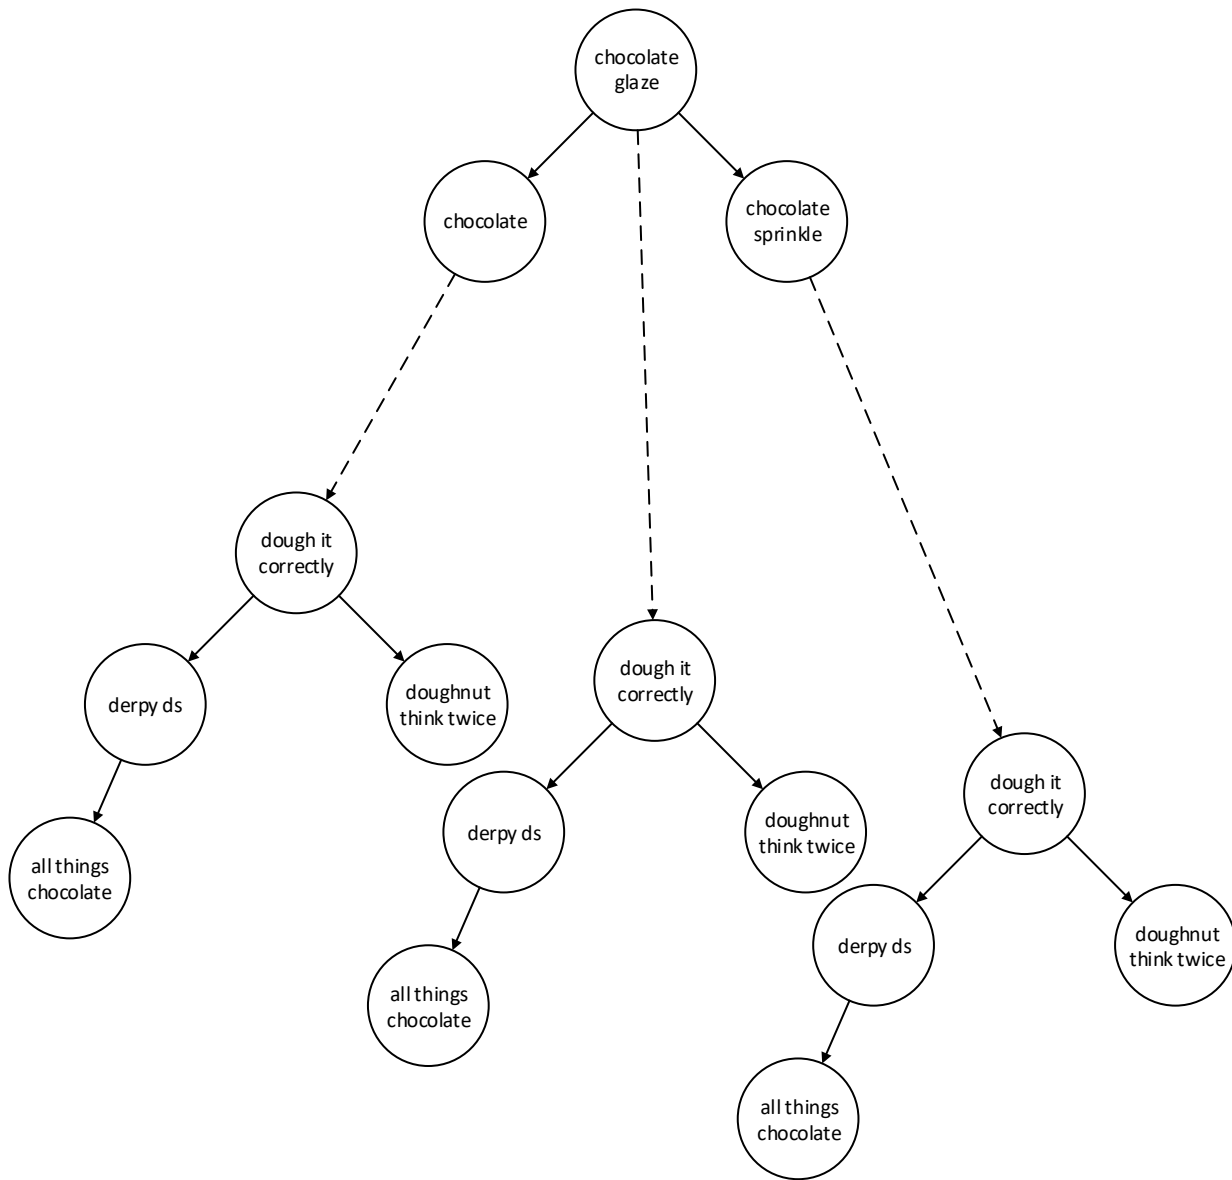 chocolate
glaze
chocolate
chocolate
sprinkle
dough it
correctly
derpy ds
doughnut
think twice
all things
chocolate
dough it
correctly
derpy ds
doughnut
think twice
all things
chocolate
dough it
correctly
derpy ds
doughnut
think twice
all things
chocolate